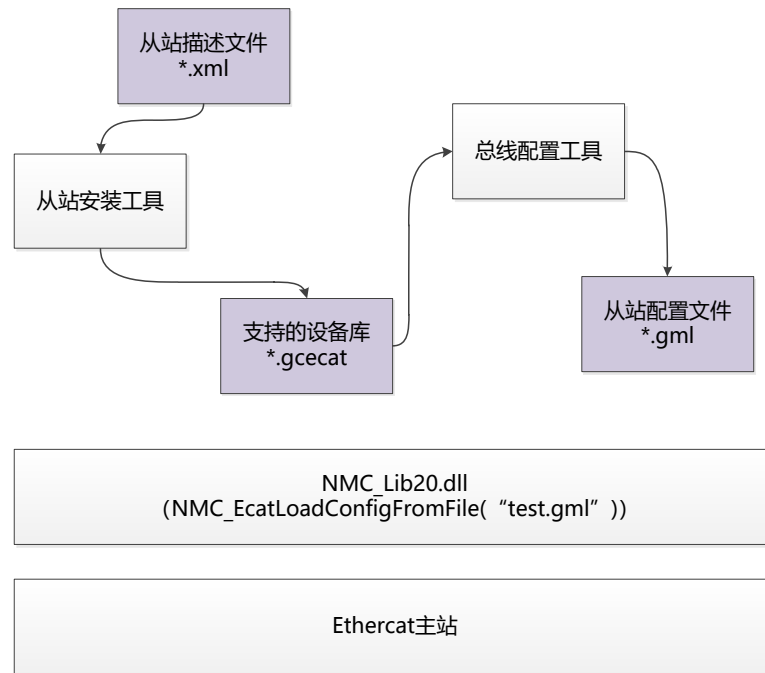 从站描述文件
*.xml
总线配置工具
从站安装工具
支持的设备库
*.gcecat
从站配置文件
*.gml
NMC_Lib20.dll
(NMC_EcatLoadConfigFromFile(“test.gml”))
Ethercat主站